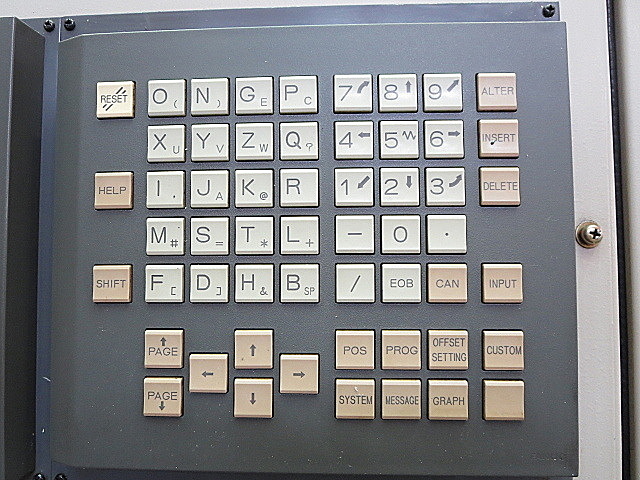 RESET O ( N ) G E P C 7 8 ↑ 9 ALTER
X U Y V Z W Q ? 4 ← 5 6 → INSERT
HELP I , J A K @ R 1 ↙ 2 ↓ 3 DELETE
M # S = T * L + − 0 ·
SHIFT F [ D ] H & B SP / EOB CAN INPUT
↑ PAGE ← ↑ → POS PROG OFFSET SETTING CUSTOM
PAGE ↓ ↓ SYSTEM MESSAGE GRAPH